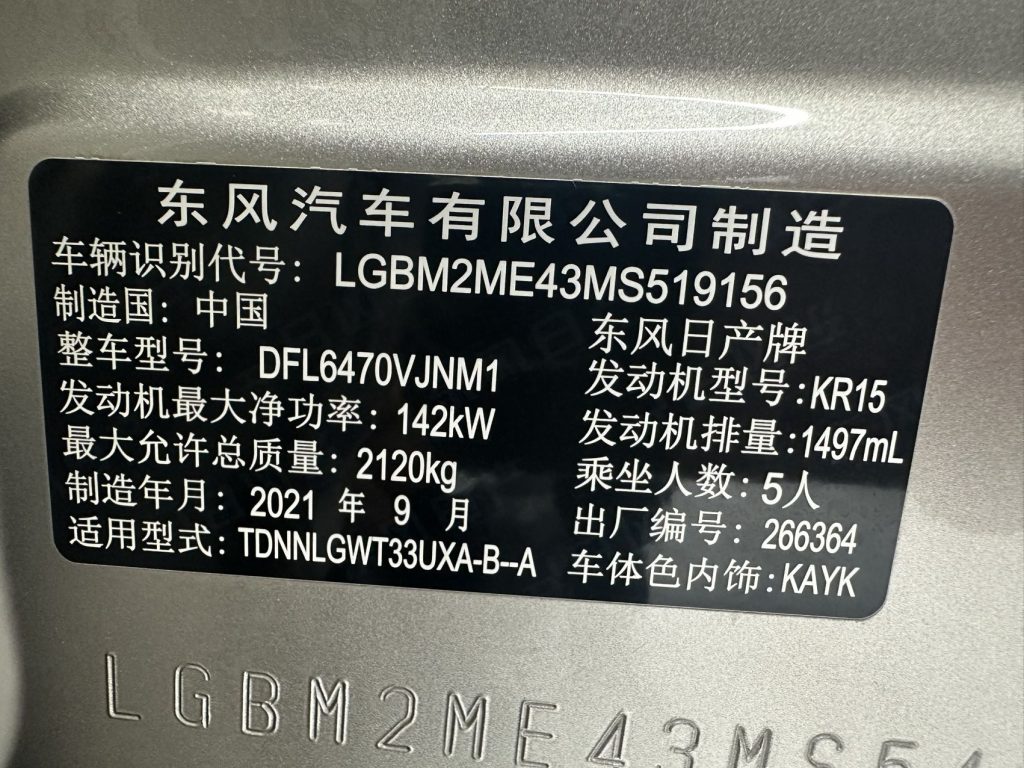 东风汽车有限公司制造
车辆识别代号：LGBM2ME43MS519156
制造国：中国 东风日产牌
整车型号：DFL6470VJNM1 发动机型号：KR15
发动机最大净功率：142kW 发动机排量：1497mL
最大允许总质量：2120kg 乘坐人数：5人
制造年月：2021 年 9 月 出厂编号：266364
适用型式：TDNNLGWT33UXA-B--A 车体色内饰：KAYK
LGBM2ME43MS5